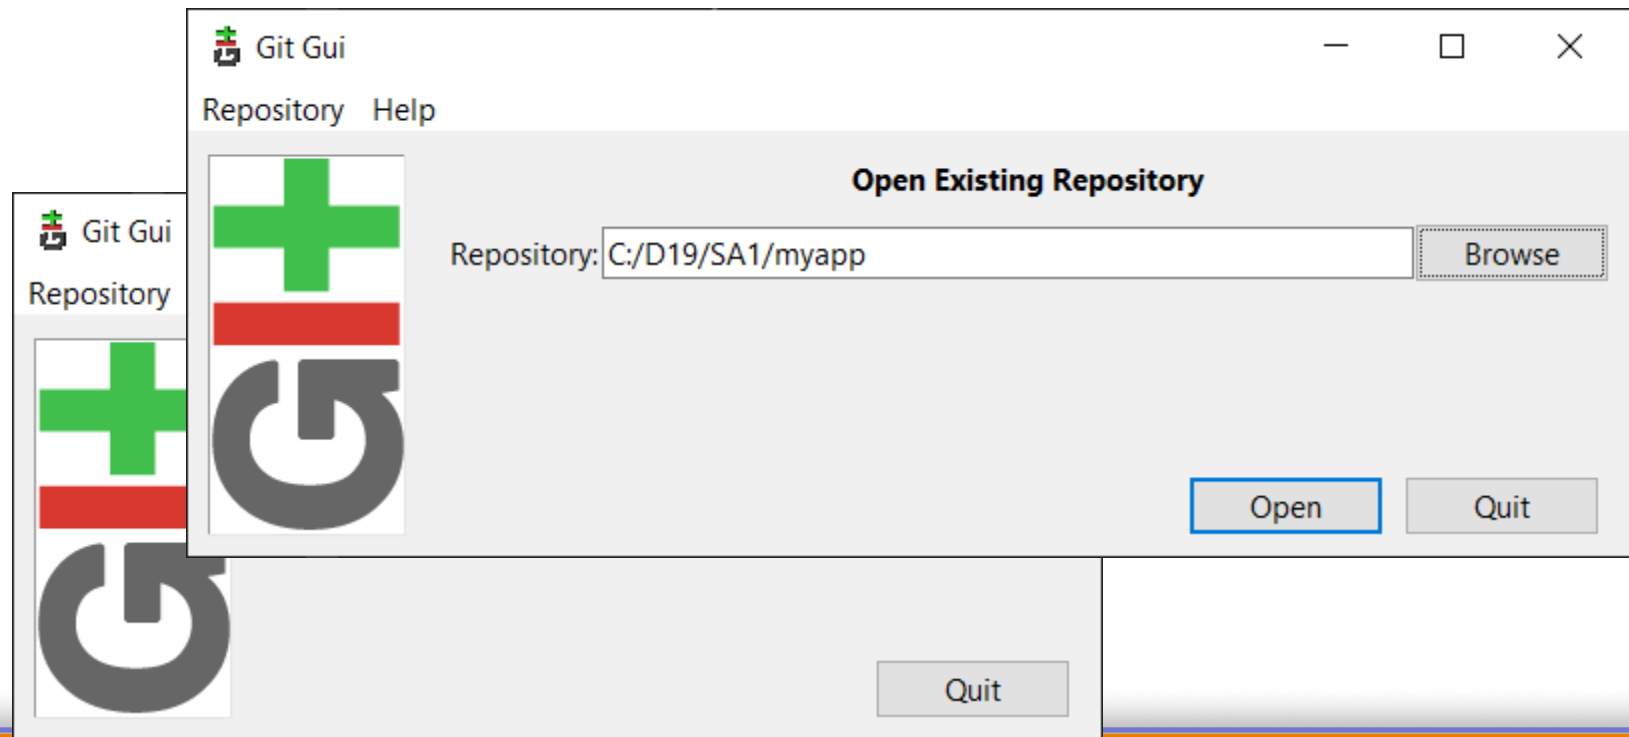 Git Gui
Repository Help
Open Existing Repository
Repository: C:/D19/SA1/myapp Browse
Open Quit
Git Gui
Repository
Quit